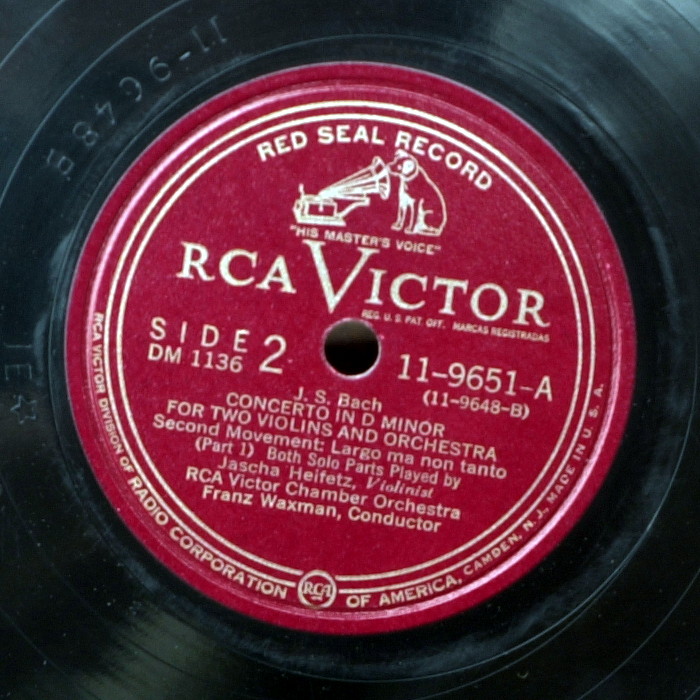 11-9648B
RED SEAL RECORD
"HIS MASTER'S VOICE"
RCA VICTOR
REG. U. S. PAT. OFF. MARCAS REGISTRADAS
SIDE 2
DM 1136
11-9651-A
(11-9648-B)
J. S. Bach
CONCERTO IN D MINOR
FOR TWO VIOLINS AND ORCHESTRA
Second Movement: Largo ma non tanto
(Part 1) Both Solo Parts Played by
Jascha Heifetz, Violinist
RCA Victor Chamber Orchestra
Franz Waxman, Conductor
RCA VICTOR DIVISION OF RADIO CORPORATION RCA OF AMERICA, CAMDEN, N. J., MADE IN U. S. A.